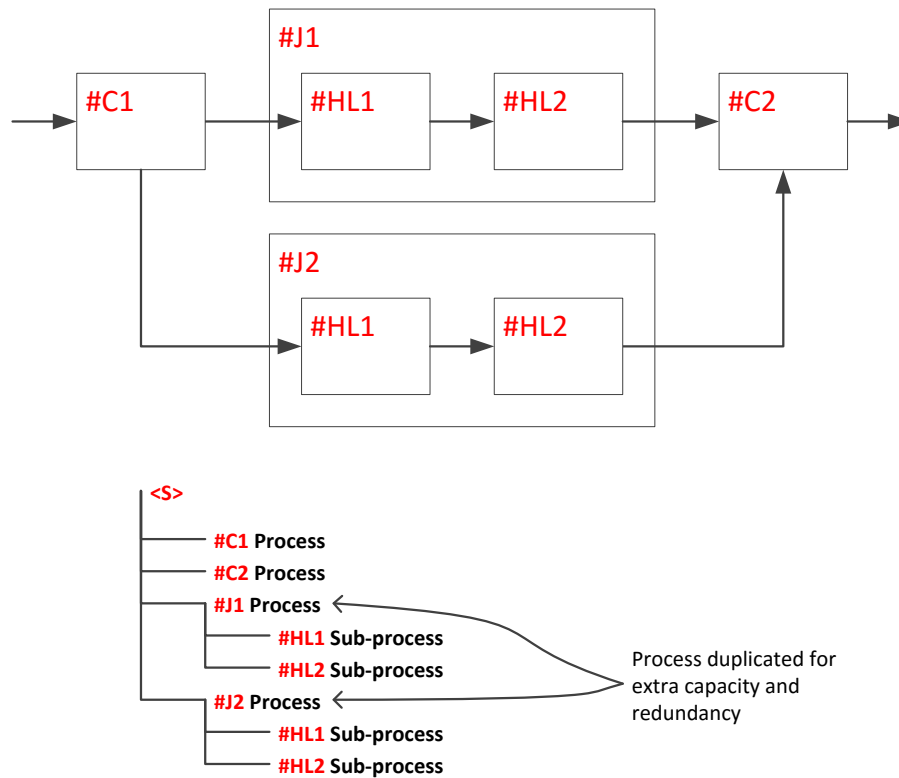 #J1
#C1
#HL1
#HL2
#C2
#J2
#HL1
#HL2
<S>
#C1 Process
#C2 Process
#J1 Process
#HL1 Sub-process
#HL2 Sub-process
#J2 Process
#HL1 Sub-process
#HL2 Sub-process
Process duplicated for
extra capacity and
redundancy